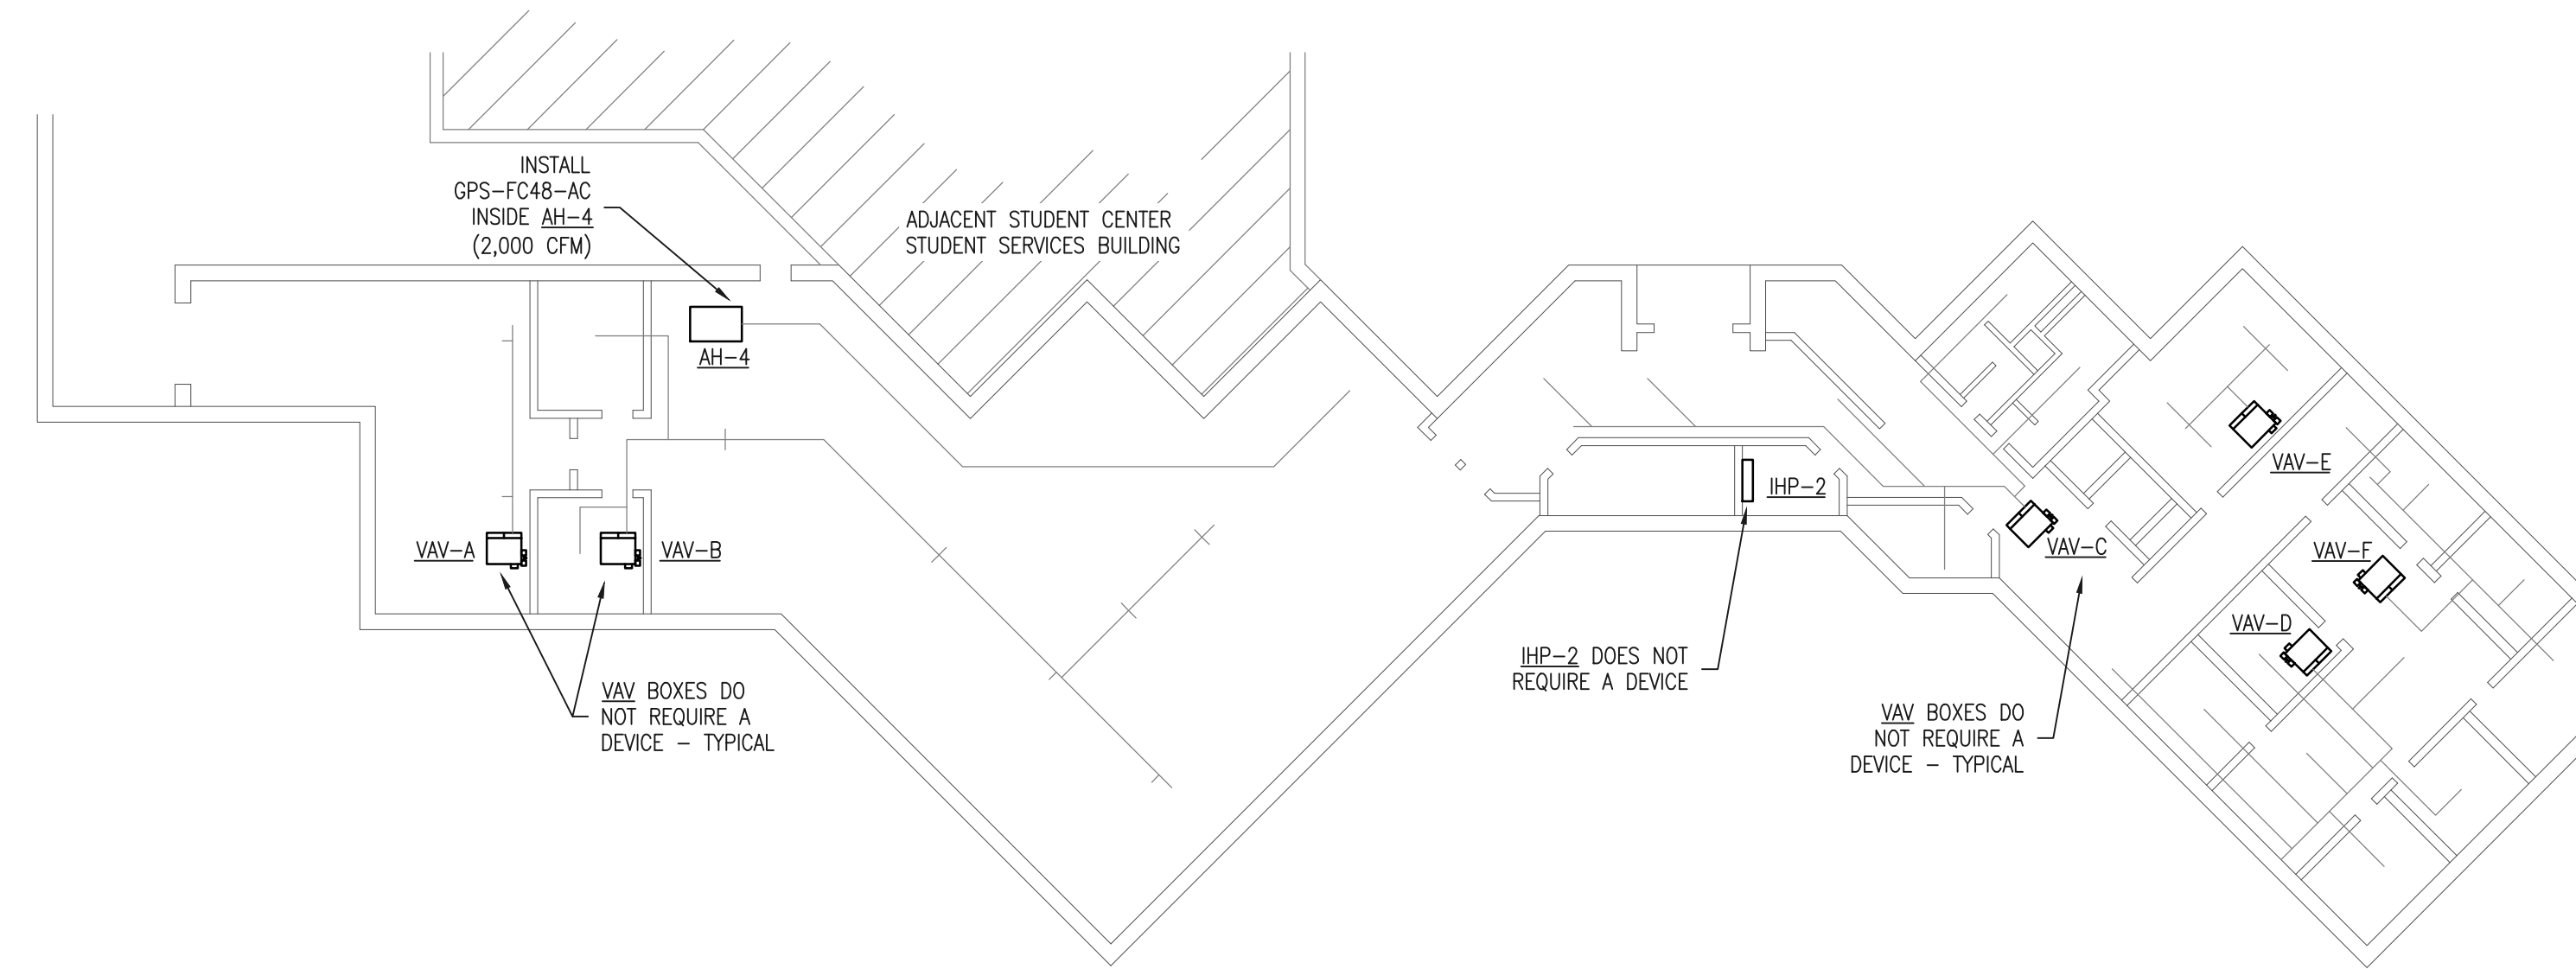 INSTALL
GPS-FC48-AC
INSIDE AH-4
(2,000 CFM)
ADJACENT STUDENT CENTER
STUDENT SERVICES BUILDING
AH-4
VAV-A
VAV-B
VAV BOXES DO
NOT REQUIRE A
DEVICE - TYPICAL
IHP-2
IHP-2 DOES NOT
REQUIRE A DEVICE
VAV-E
VAV-C
VAV-F
VAV-D
VAV BOXES DO
NOT REQUIRE A
DEVICE - TYPICAL